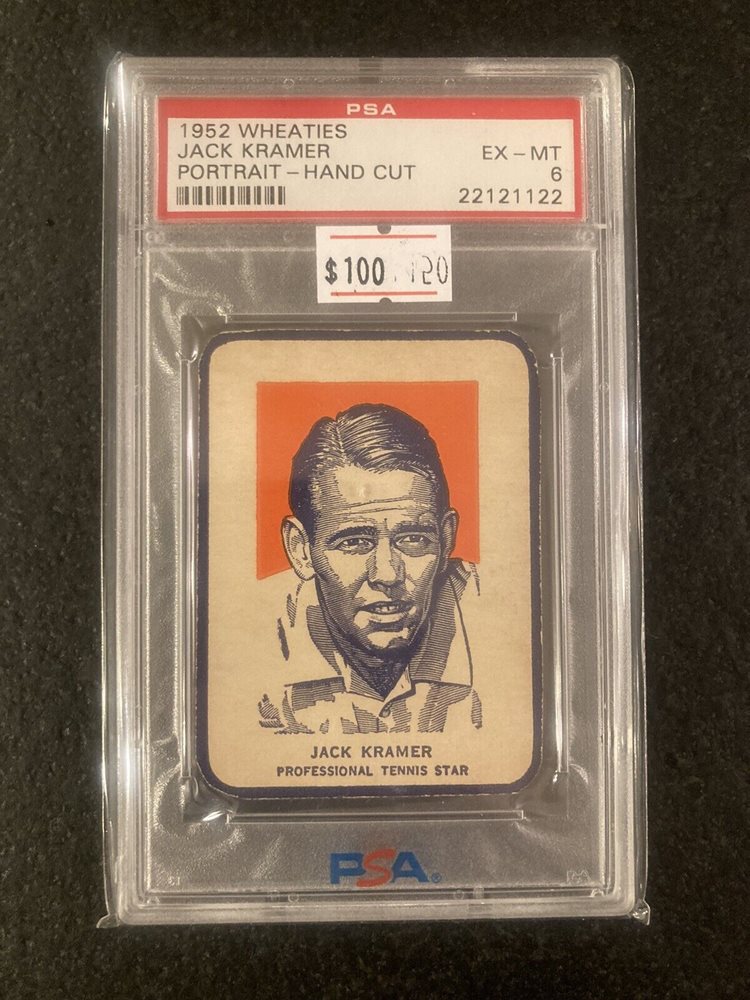 PSA
1952 WHEATIES
JACK KRAMER EX - MT
PORTRAIT - HAND CUT 6
22121122
$100 120
JACK KRAMER
PROFESSIONAL TENNIS STAR
PSA®